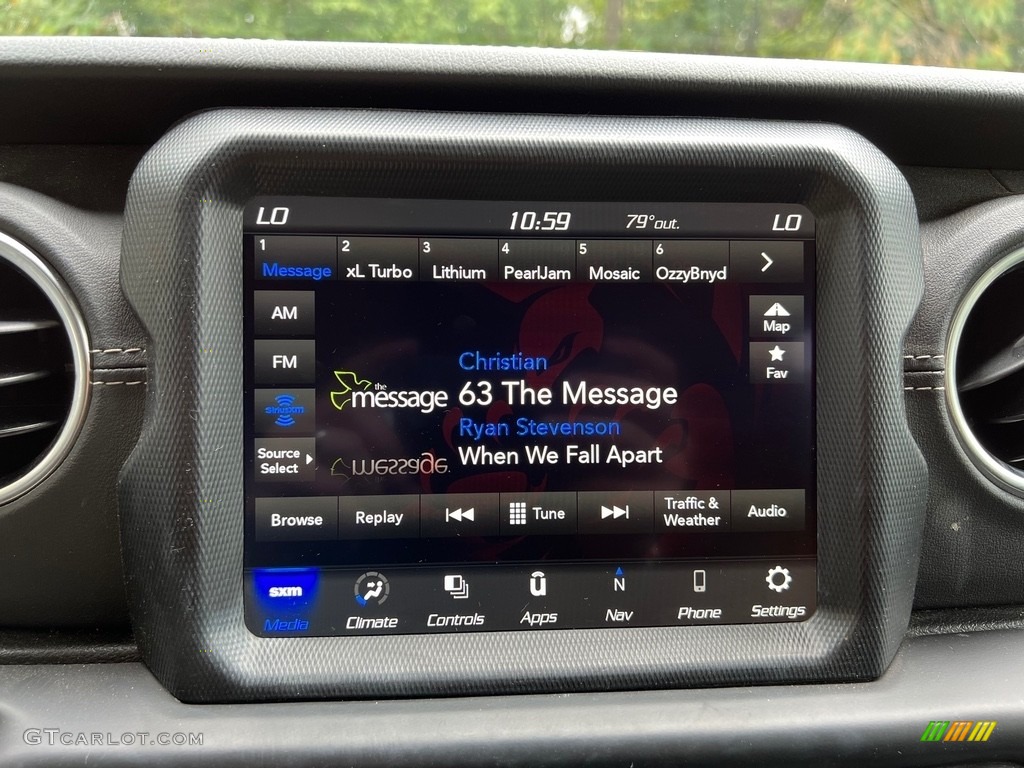 LO 10:59 79°out. LO
1 2 3 4 5 6
Message xL Turbo Lithium PearlJam Mosaic OzzyBnyd
AM
Map
FM
Fav
siriusxm
Source
Select
the
message
Christian
63 The Message
Ryan Stevenson
When We Fall Apart
message
Browse Replay Tune Traffic & Audio
Weather
sxm
N
Media Climate Controls Apps Nav Phone Settings
GTCARLOT.COM